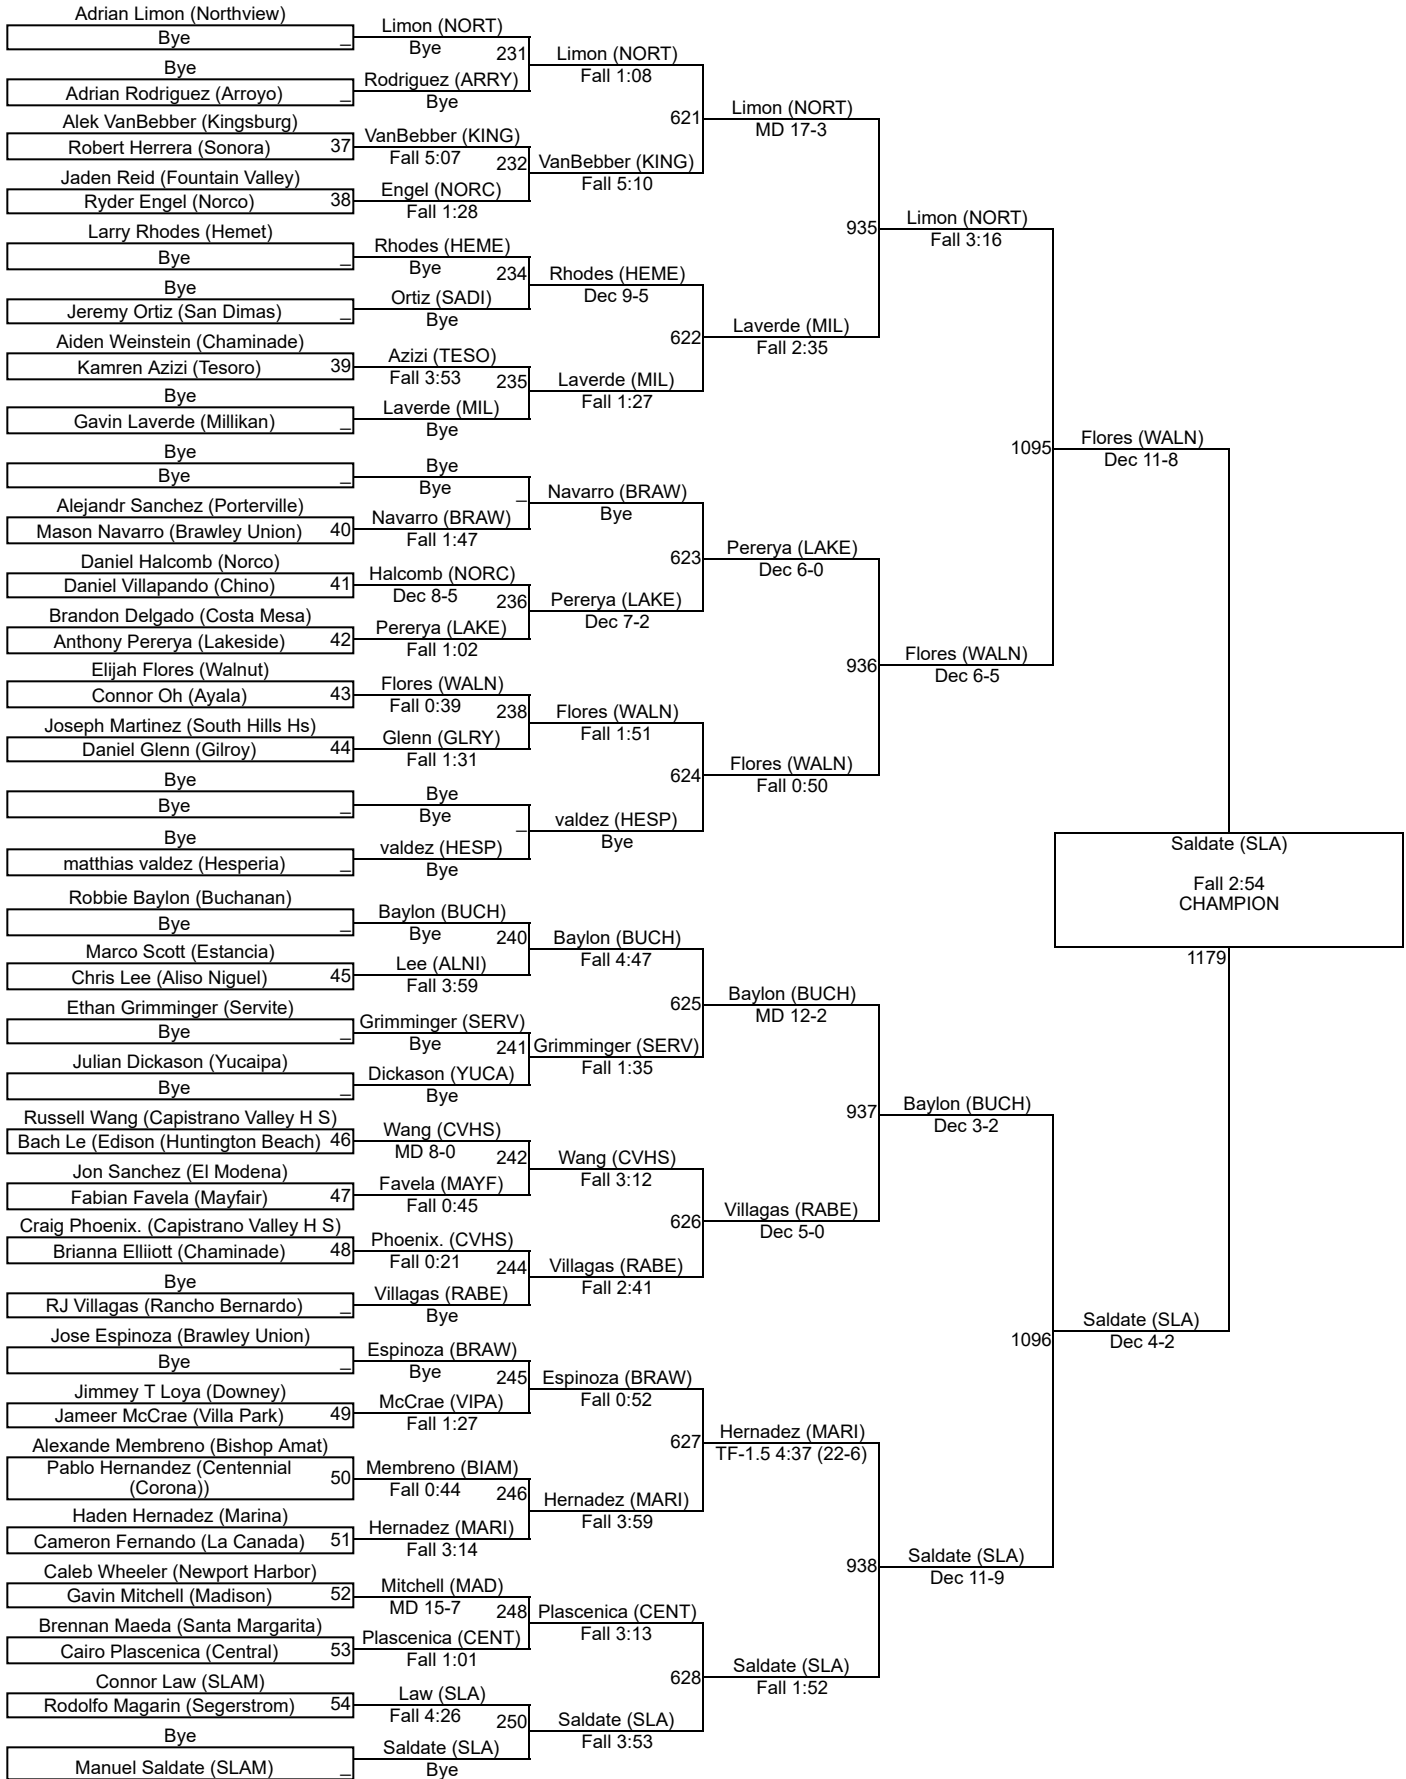 Adrian Limon (Northview)
Bye _
Bye
Adrian Rodriguez (Arroyo) _
Alek VanBebber (Kingsburg)
Robert Herrera (Sonora) 37
Jaden Reid (Fountain Valley)
Ryder Engel (Norco) 38
Larry Rhodes (Hemet)
Bye _
Bye
Jeremy Ortiz (San Dimas) _
Aiden Weinstein (Chaminade)
Kamren Azizi (Tesoro) 39
Bye
Gavin Laverde (Millikan) _
Bye
Bye _
Alejandr Sanchez (Porterville)
Mason Navarro (Brawley Union) 40
Daniel Halcomb (Norco)
Daniel Villapando (Chino) 41
Brandon Delgado (Costa Mesa)
Anthony Pererya (Lakeside) 42
Elijah Flores (Walnut)
Connor Oh (Ayala) 43
Joseph Martinez (South Hills Hs)
Daniel Glenn (Gilroy) 44
Bye
Bye _
Bye
matthias valdez (Hesperia) _
Robbie Baylon (Buchanan)
Bye _
Marco Scott (Estancia)
Chris Lee (Aliso Niguel) 45
Ethan Grimminger (Servite)
Bye _
Julian Dickason (Yucaipa)
Bye _
Russell Wang (Capistrano Valley H S)
Bach Le (Edison (Huntington Beach) 46
Jon Sanchez (El Modena)
Fabian Favela (Mayfair) 47
Craig Phoenix. (Capistrano Valley H S)
Brianna Elliiott (Chaminade) 48
Bye
RJ Villagas (Rancho Bernardo) _
Jose Espinoza (Brawley Union)
Bye _
Jimmey T Loya (Downey)
Jameer McCrae (Villa Park) 49
Alexande Membreno (Bishop Amat)
Pablo Hernandez (Centennial
(Corona)) 50
Haden Hernadez (Marina)
Cameron Fernando (La Canada) 51
Caleb Wheeler (Newport Harbor)
Gavin Mitchell (Madison) 52
Brennan Maeda (Santa Margarita)
Cairo Plascenica (Central) 53
Connor Law (SLAM)
Rodolfo Magarin (Segerstrom) 54
Bye
Manuel Saldate (SLAM) _
Limon (NORT)
Bye 231
Rodriguez (ARRY)
Bye
VanBebber (KING)
Fall 5:07 232
Engel (NORC)
Fall 1:28
Rhodes (HEME)
Bye 234
Ortiz (SADI)
Bye
Azizi (TESO)
Fall 3:53 235
Laverde (MIL)
Bye
Bye
Bye _
Navarro (BRAW)
Fall 1:47
Halcomb (NORC)
Dec 8-5 236
Pererya (LAKE)
Fall 1:02
Flores (WALN)
Fall 0:39 238
Glenn (GLRY)
Fall 1:31
Bye
Bye _
valdez (HESP)
Bye
Baylon (BUCH)
Bye 240
Lee (ALNI)
Fall 3:59
Grimminger (SERV)
Bye 241
Dickason (YUCA)
Bye
Wang (CVHS)
MD 8-0 242
Favela (MAYF)
Fall 0:45
Phoenix. (CVHS)
Fall 0:21 244
Villagas (RABE)
Bye
Espinoza (BRAW)
Bye 245
McCrae (VIPA)
Fall 1:27
Membreno (BIAM)
Fall 0:44 246
Hernadez (MARI)
Fall 3:14
Mitchell (MAD)
MD 15-7 248
Plascenica (CENT)
Fall 1:01
Law (SLA)
Fall 4:26 250
Saldate (SLA)
Bye
Limon (NORT)
Fall 1:08
621
VanBebber (KING)
Fall 5:10
Rhodes (HEME)
Dec 9-5
622
Laverde (MIL)
Fall 1:27
Navarro (BRAW)
Bye
623
Pererya (LAKE)
Dec 7-2
Flores (WALN)
Fall 1:51
624
valdez (HESP)
Bye
Baylon (BUCH)
Fall 4:47
625
Grimminger (SERV)
Fall 1:35
Wang (CVHS)
Fall 3:12
626
Villagas (RABE)
Fall 2:41
Espinoza (BRAW)
Fall 0:52
627
Hernadez (MARI)
Fall 3:59
Plascenica (CENT)
Fall 3:13
628
Saldate (SLA)
Fall 3:53
Limon (NORT)
MD 17-3
935
Laverde (MIL)
Fall 2:35
Pererya (LAKE)
Dec 6-0
936
Flores (WALN)
Fall 0:50
Baylon (BUCH)
MD 12-2
937
Villagas (RABE)
Dec 5-0
Hernadez (MARI)
TF-1.5 4:37 (22-6)
938
Saldate (SLA)
Fall 1:52
Limon (NORT)
Fall 3:16
1095
Flores (WALN)
Dec 6-5
Baylon (BUCH)
Dec 3-2
1096
Saldate (SLA)
Dec 11-9
Flores (WALN)
Dec 11-8
Saldate (SLA)
Dec 4-2
Saldate (SLA)
Fall 2:54
CHAMPION
1179